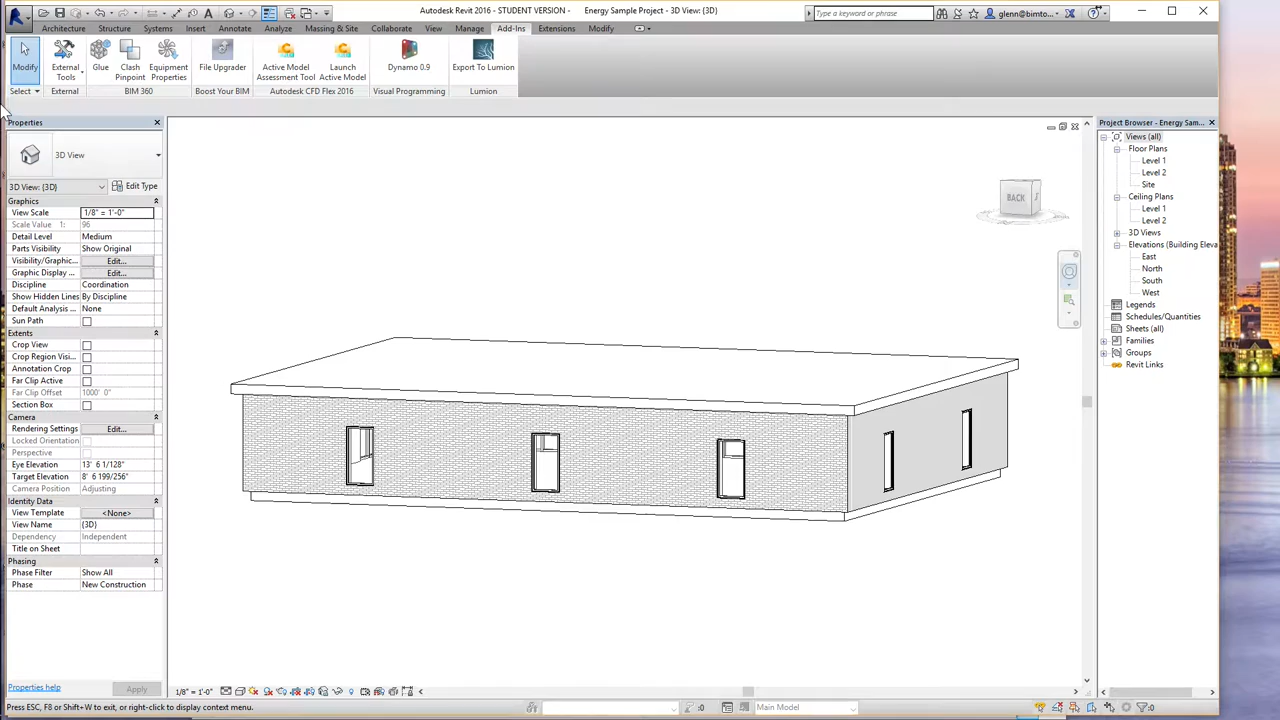 Autodesk Revit 2016 - STUDENT VERSION - Energy Sample Project - 3D View: {3D}
Type a keyword or phrase
glenn@bimto...
Architecture Structure Systems Insert Annotate Analyze Massing & Site Collaborate View Manage Add-Ins Extensions Modify
Modify
External Tools
Glue
Clash Pinpoint
Equipment Properties
File Upgrader
Active Model Assessment Tool
Launch Active Model
Dynamo 0.9
Export To Lumion
Select
External
BIM 360
Boost Your BIM
Autodesk CFD Flex 2016
Visual Programming
Lumion
Properties
3D View
3D View: {3D}
Edit Type
Graphics
View Scale 1/8" = 1'-0"
Scale Value 1: 96
Detail Level Medium
Parts Visibility Show Original
Visibility/Graphic... Edit...
Graphic Display ... Edit...
Discipline Coordination
Show Hidden Lines By Discipline
Default Analysis ... None
Sun Path
Extents
Crop View
Crop Region Visi...
Annotation Crop
Far Clip Active
Far Clip Offset 1000' 0"
Section Box
Camera
Rendering Settings Edit...
Locked Orientation
Perspective
Eye Elevation 13' 6 1/128"
Target Elevation 8' 6 199/256"
Camera Position Adjusting
Identity Data
View Template <None>
View Name {3D}
Dependency Independent
Title on Sheet
Phasing
Phase Filter Show All
Phase New Construction
Properties help
Apply
BACK
Project Browser - Energy Sam...
Views (all)
Floor Plans
Level 1
Level 2
Site
Ceiling Plans
Level 1
Level 2
3D Views
Elevations (Building Eleva
East
North
South
West
Legends
Schedules/Quantities
Sheets (all)
Families
Groups
Revit Links
1/8" = 1'-0"
Press ESC, F8 or Shift+W to exit, or right-click to display context menu.
:0
Main Model
:0